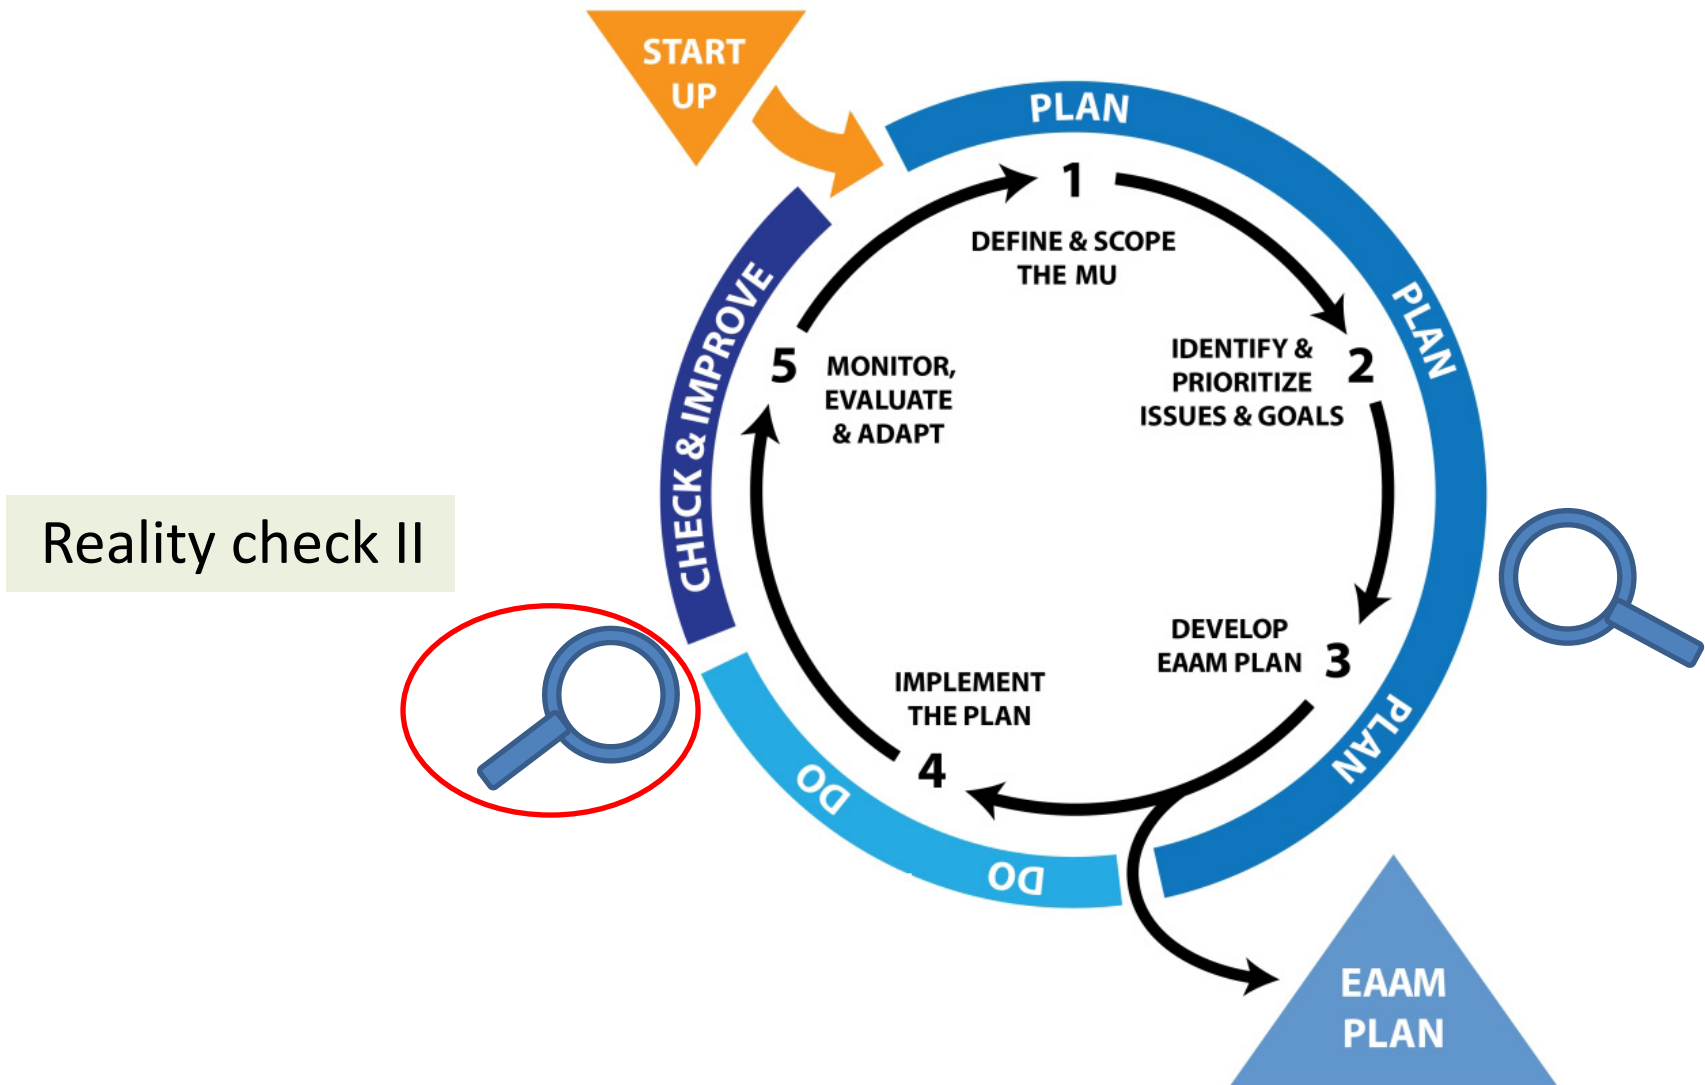 START
UP
PLAN
1
DEFINE & SCOPE
THE MU
PLAN
2
IDENTIFY &
PRIORITIZE
ISSUES & GOALS
3
DEVELOP
EAAM PLAN
PLAN
4
IMPLEMENT
THE PLAN
DO
DO
5
MONITOR,
EVALUATE
& ADAPT
CHECK & IMPROVE
Reality check II
EAAM
PLAN